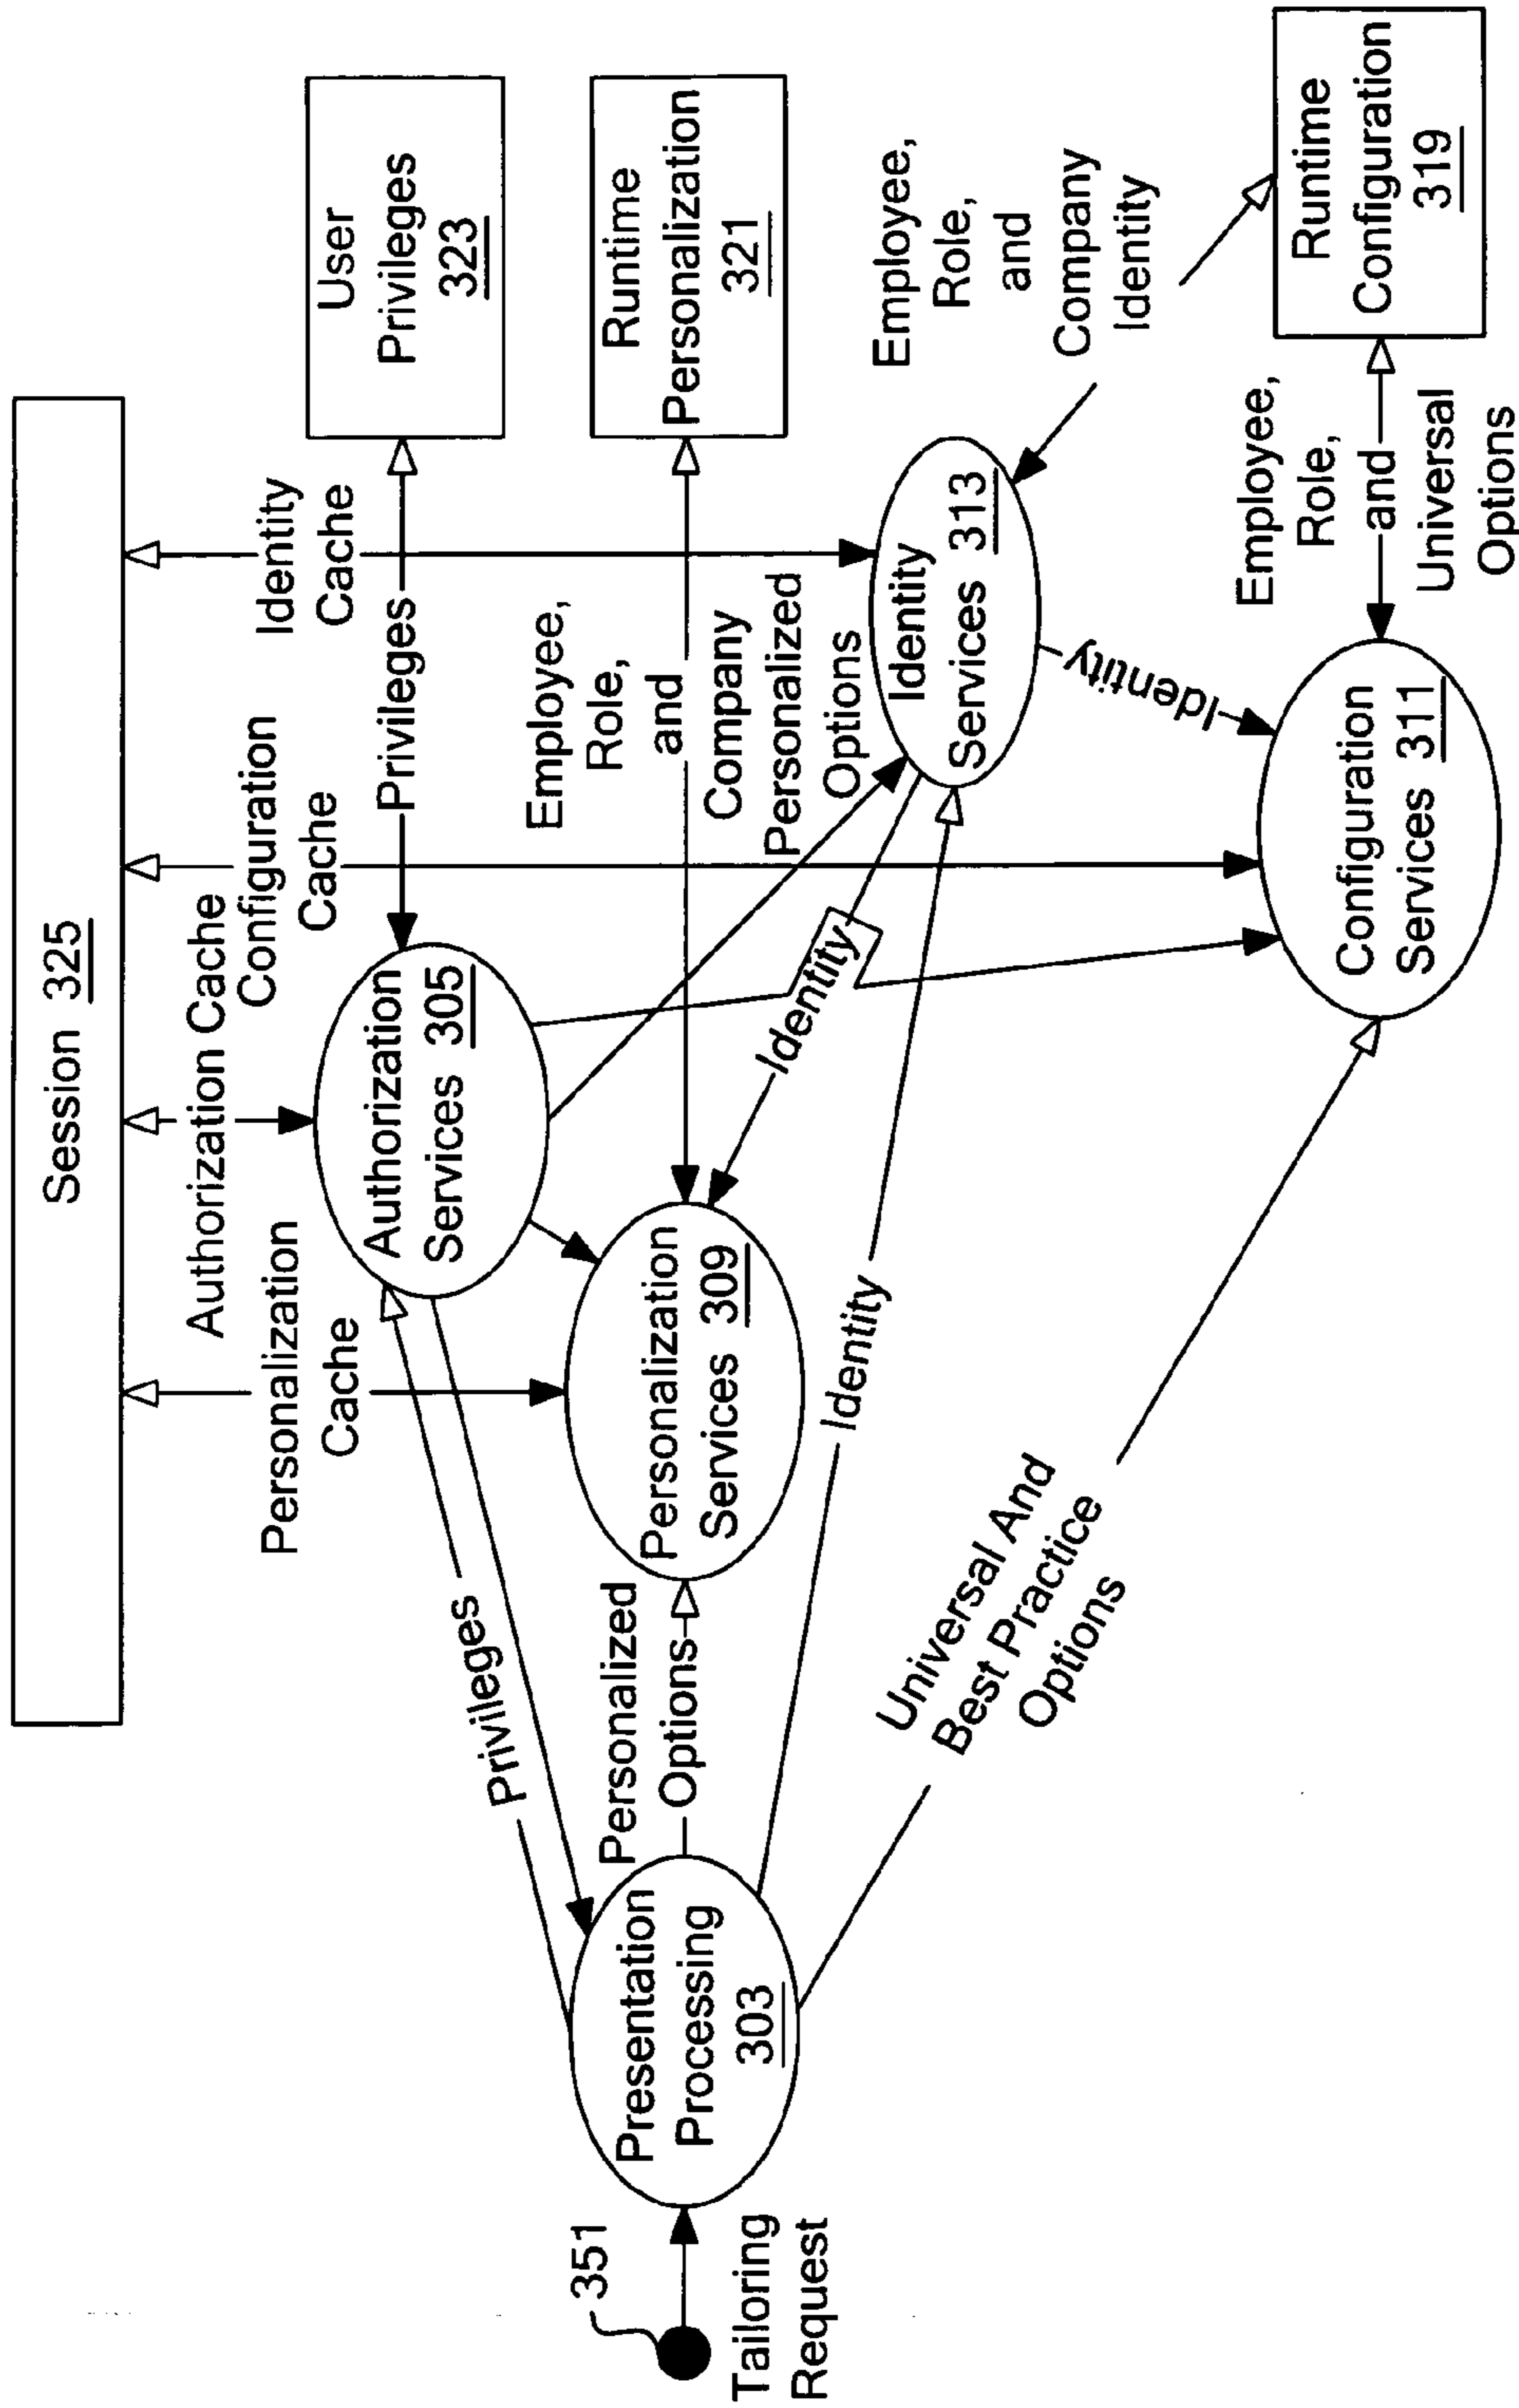 Session 325
Personalization
Cache
Authorization Cache
Configuration
Cache
Identity
Cache
Authorization
Services 305
Privileges
User
Privileges
323
Privileges
351
Tailoring
Request
Presentation
Processing
303
Personalized
Options
Personalization
Services 309
Employee,
Role,
and
Company
Personalized
Options
Runtime
Personalization
321
Identity
Identity
Identity
Services 313
Employee,
Role,
and
Company
Identity
Identity
Universal And
Best Practice
Options
Configuration
Services 311
Employee,
Role,
and
Universal
Options
Runtime
Configuration
319